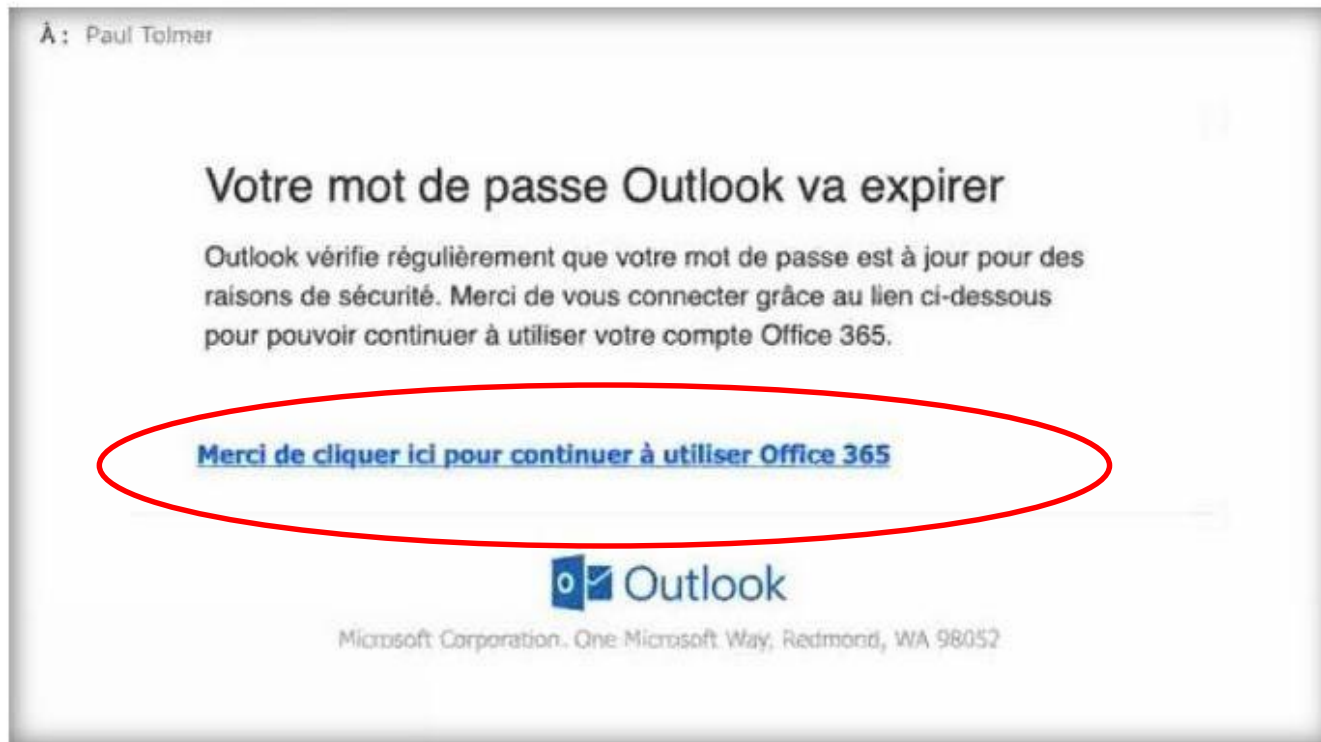 À : Paul Tolmer
Votre mot de passe Outlook va expirer
Outlook vérifie régulièrement que votre mot de passe est à jour pour des
raisons de sécurité. Merci de vous connecter grâce au lien ci-dessous
pour pouvoir continuer à utiliser votre compte Office 365.
Merci de cliquer ici pour continuer à utiliser Office 365
O Outlook
Microsoft Corporation. One Microsoft Way, Redmond, WA 98052